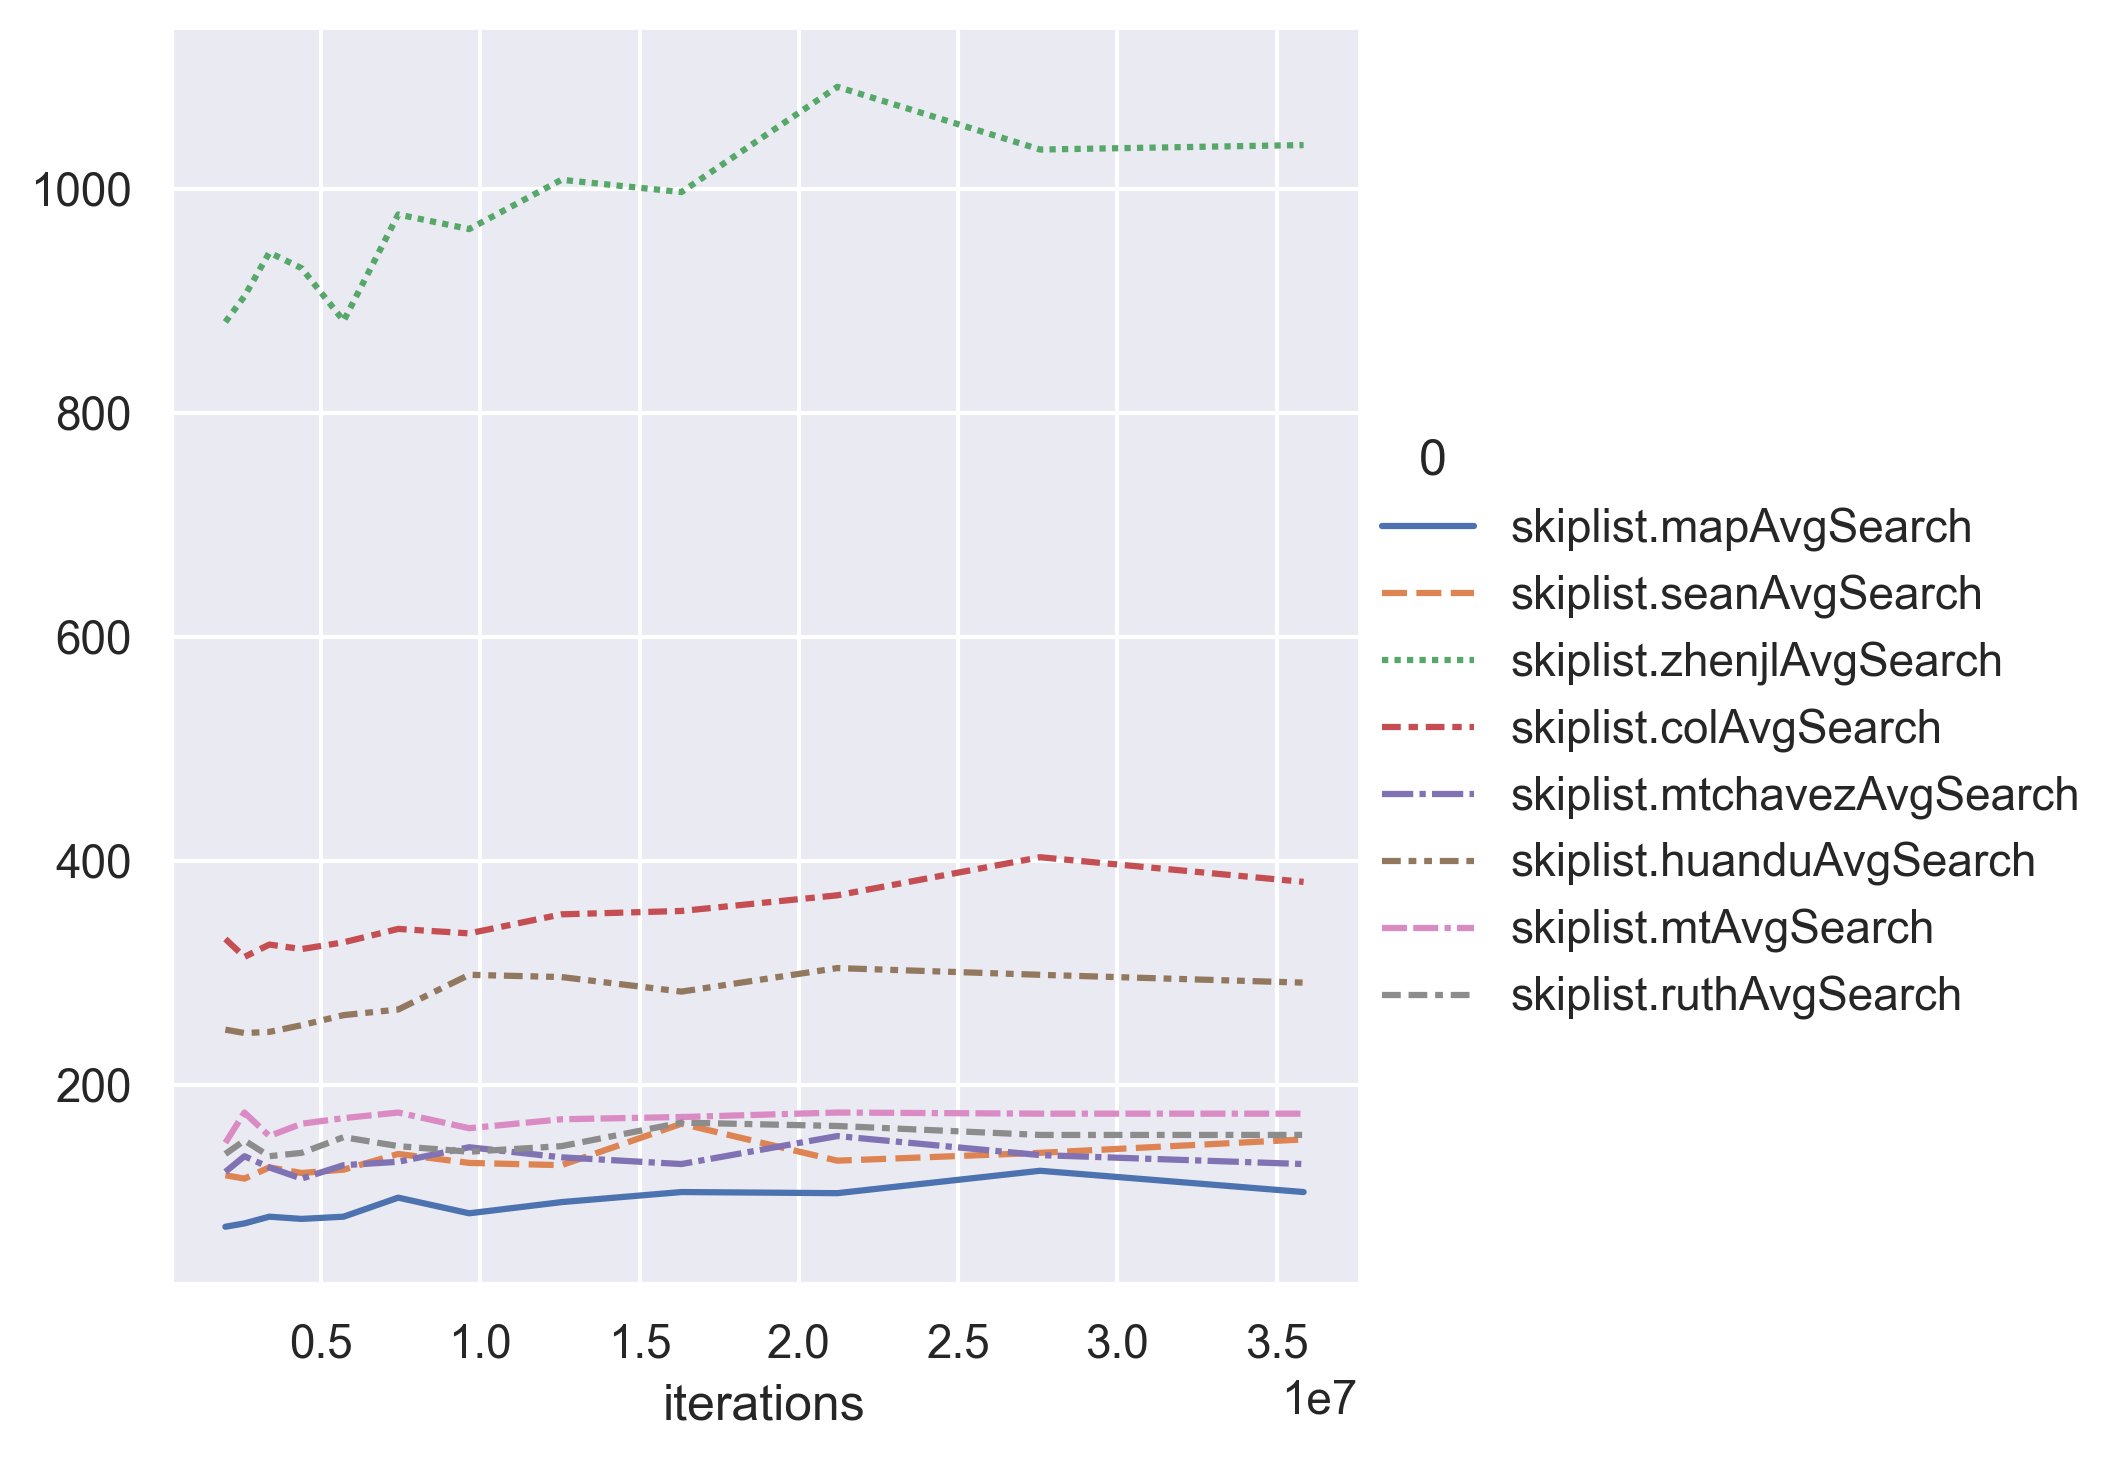 1000
800
600
400
200
0.5 1.0 1.5 2.0 2.5 3.0 3.5
iterations
1e7
0
skiplist.mapAvgSearch
skiplist.seanAvgSearch
skiplist.zhenjlAvgSearch
skiplist.colAvgSearch
skiplist.mtchavezAvgSearch
skiplist.huanduAvgSearch
skiplist.mtAvgSearch
skiplist.ruthAvgSearch